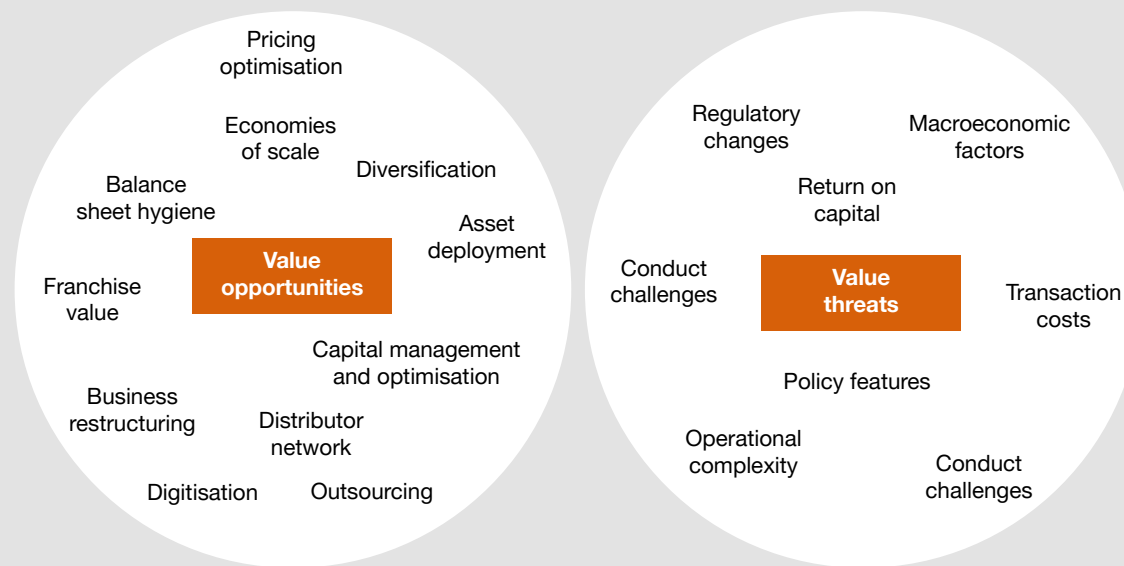 Pricing
optimisation
Economies
of scale
Diversification
Balance
sheet hygiene
Asset
deployment
Value
opportunities
Franchise
value
Capital management
and optimisation
Business
restructuring
Distributor
network
Digitisation
Outsourcing
Regulatory
changes
Macroeconomic
factors
Return on
capital
Conduct
challenges
Value
threats
Transaction
costs
Policy features
Operational
complexity
Conduct
challenges